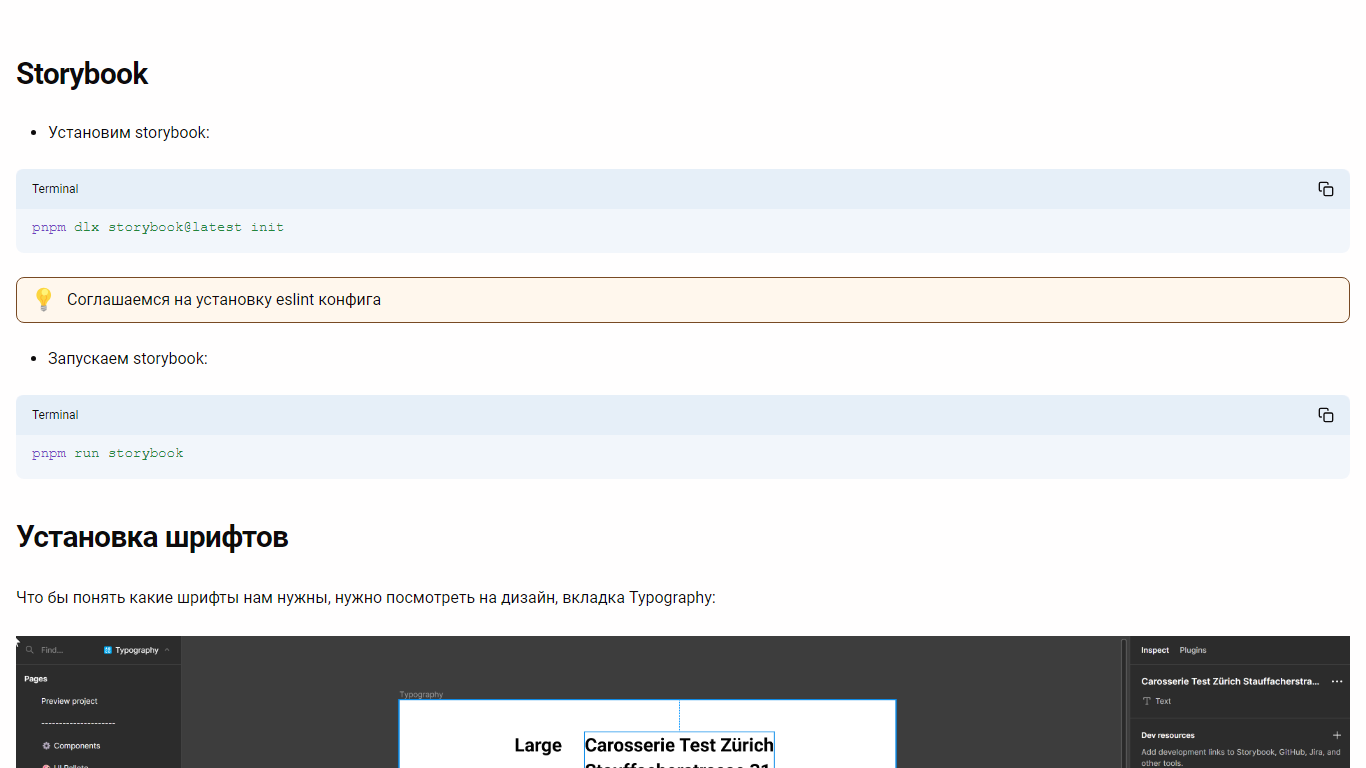 Storybook
Установим storybook:
Terminal
pnpm dlx storybook@latest init
Соглашаемся на установку eslint конфига
Запускаем storybook:
Terminal
pnpm run storybook
Установка шрифтов
Что бы понять какие шрифты нам нужны, нужно посмотреть на дизайн, вкладка Typography:
Find...
Typography
Inspect Plugins
Pages
Carosserie Test Zürich Stauffacherstra...
Typography
Preview project
Text
---------------------
Dev resources
Large
Carosserie Test Zürich
Components
Add development links to Storybook, GitHub, Jira, and
other tools.